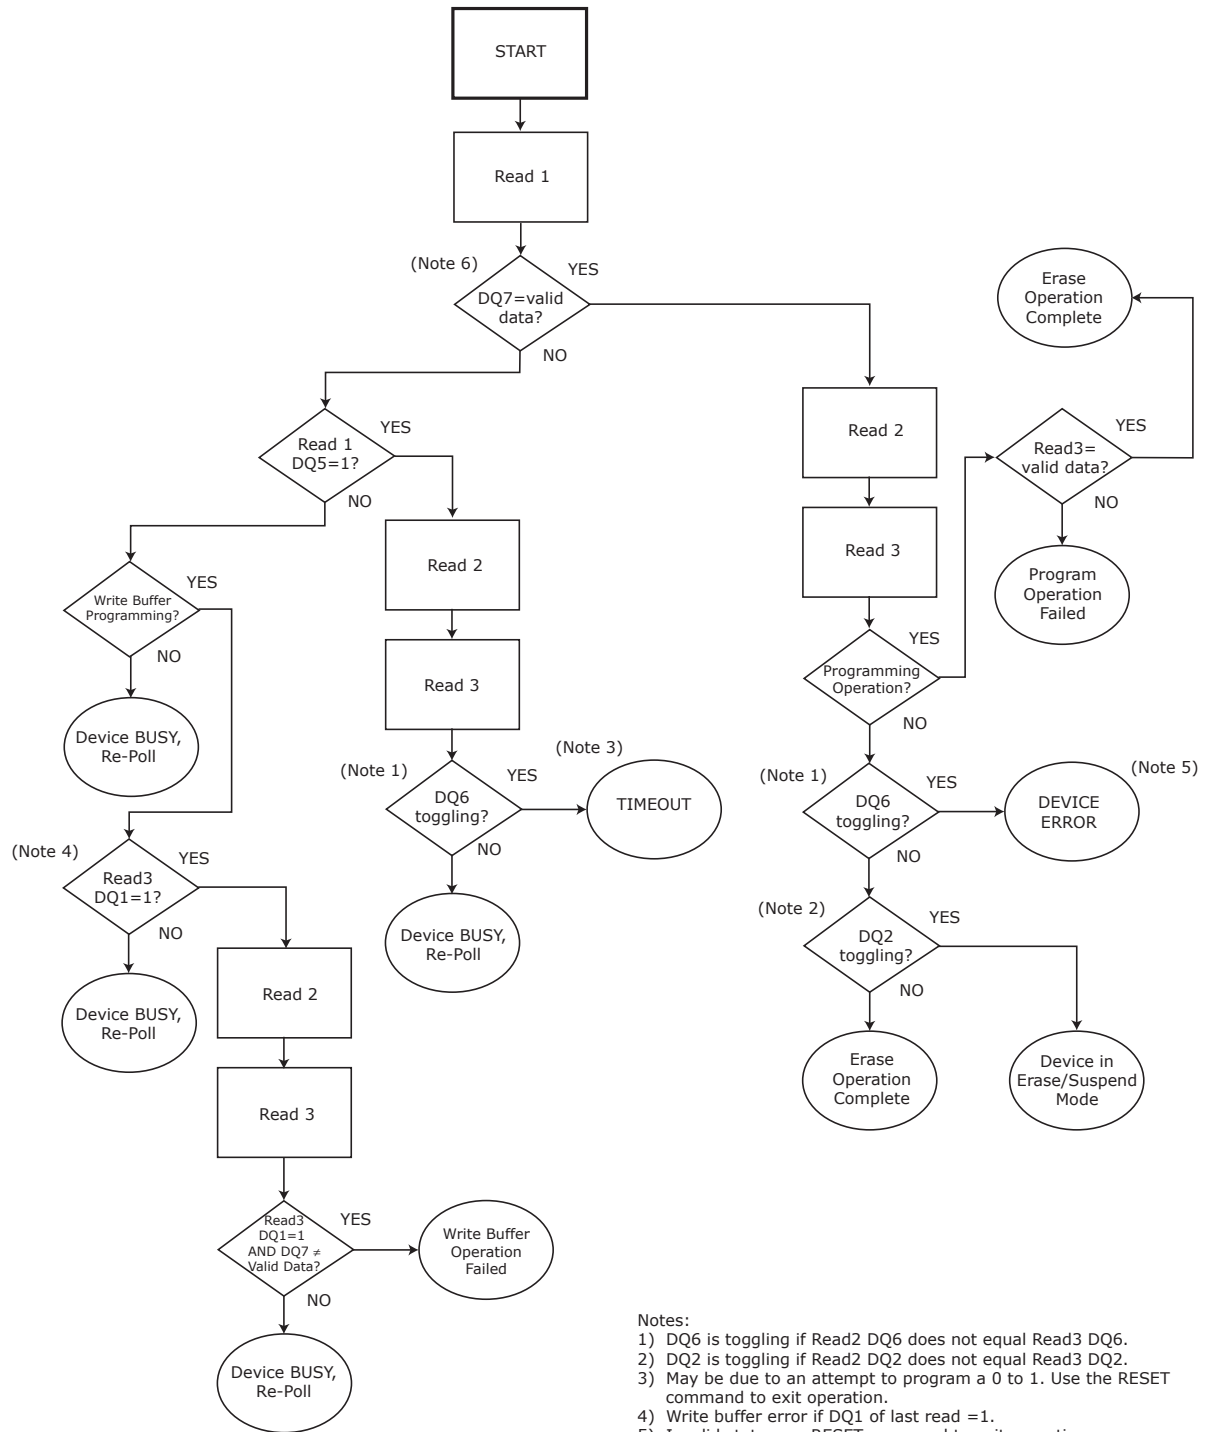 START
Read 1
(Note 6)
YES
DQ7=valid
data?
NO
Erase
Operation
Complete
Read 1
DQ5=1?
YES
NO
Read 2
Read3=
valid data?
YES
NO
Read 2
Read 3
Program
Operation
Failed
Write Buffer
Programming?
YES
NO
Read 3
Programming
Operation?
YES
NO
Device BUSY,
Re-Poll
(Note 1)
DQ6
toggling?
YES
NO
(Note 3)
TIMEOUT
(Note 1)
DQ6
toggling?
YES
NO
DEVICE
ERROR
(Note 5)
(Note 4)
Read3
DQ1=1?
YES
NO
Device BUSY,
Re-Poll
(Note 2)
DQ2
toggling?
YES
NO
Device BUSY,
Re-Poll
Read 2
Erase
Operation
Complete
Device in
Erase/Suspend
Mode
Read 3
Read3
DQ1=1
AND DQ7 ≠
Valid Data?
YES
NO
Write Buffer
Operation
Failed
Device BUSY,
Re-Poll
Notes:
1) DQ6 is toggling if Read2 DQ6 does not equal Read3 DQ6.
2) DQ2 is toggling if Read2 DQ2 does not equal Read3 DQ2.
3) May be due to an attempt to program a 0 to 1. Use the RESET
command to exit operation.
4) Write buffer error if DQ1 of last read =1.